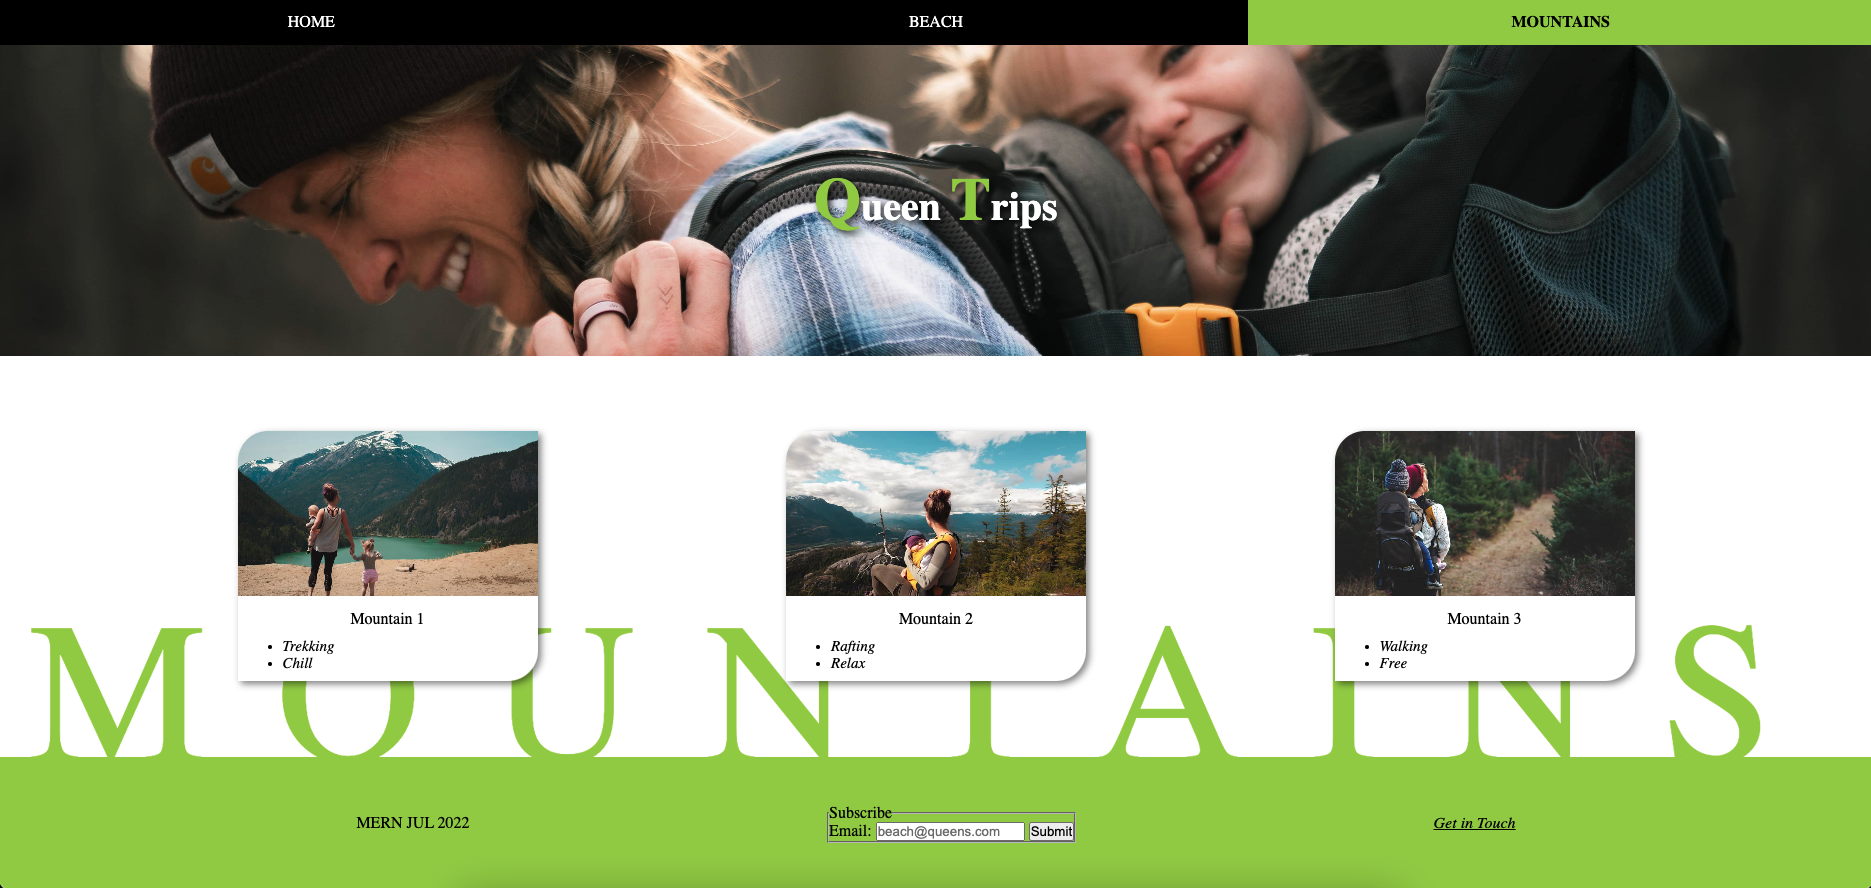 HOME BEACH MOUNTAINS
Queen Trips
Mountain 1
Trekking
Chill
Mountain 2
Rafting
Relax
Mountain 3
Walking
Free
MOUNTAINS
MERN JUL 2022
Subscribe
Email: beach@queens.com Submit
Get in Touch